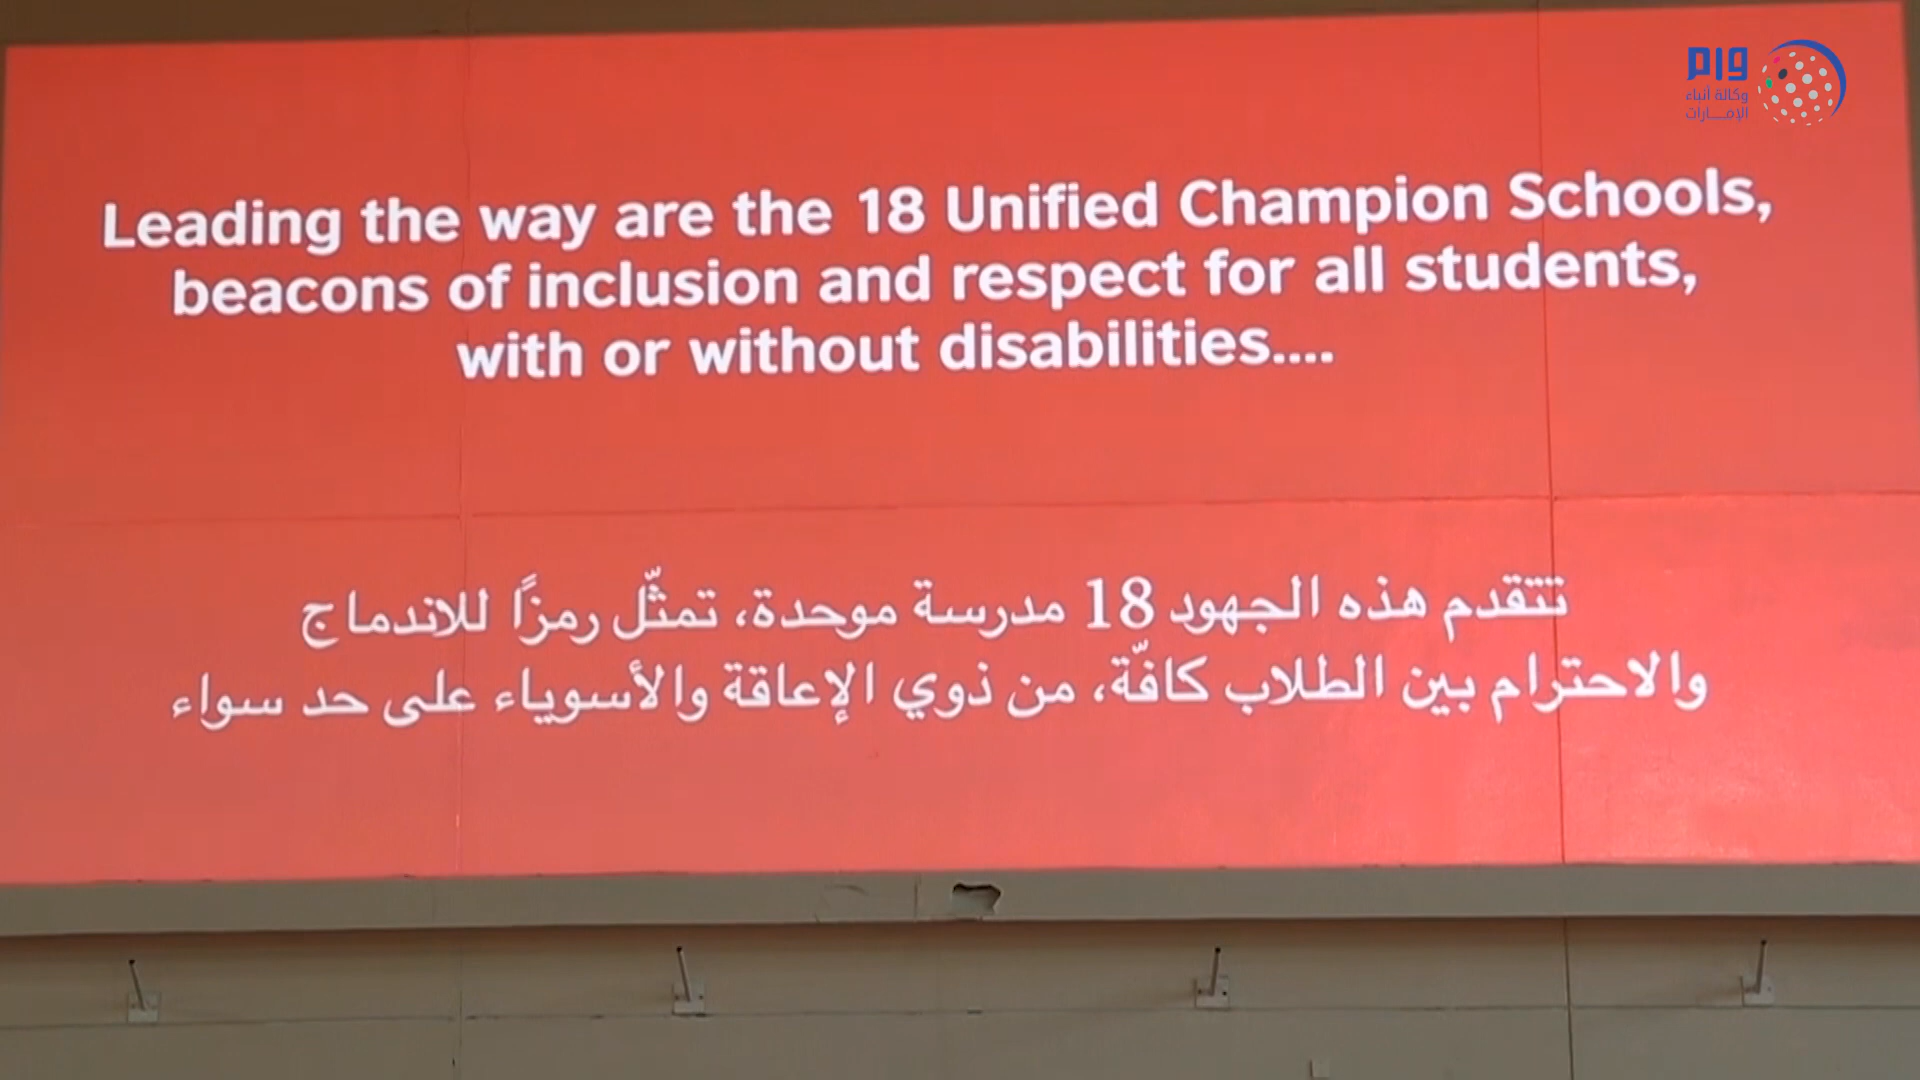 وام
وكالة أنباء
الإمـــارات
Leading the way are the 18 Unified Champion Schools,
beacons of inclusion and respect for all students,
with or without disabilities....
تتقدم هذه الجهود 18 مدرسة موحدة، تمثّل رمزًا للاندماج
والاحترام بين الطلاب كافّة، من ذوي الإعاقة والأسوياء على حد سواء